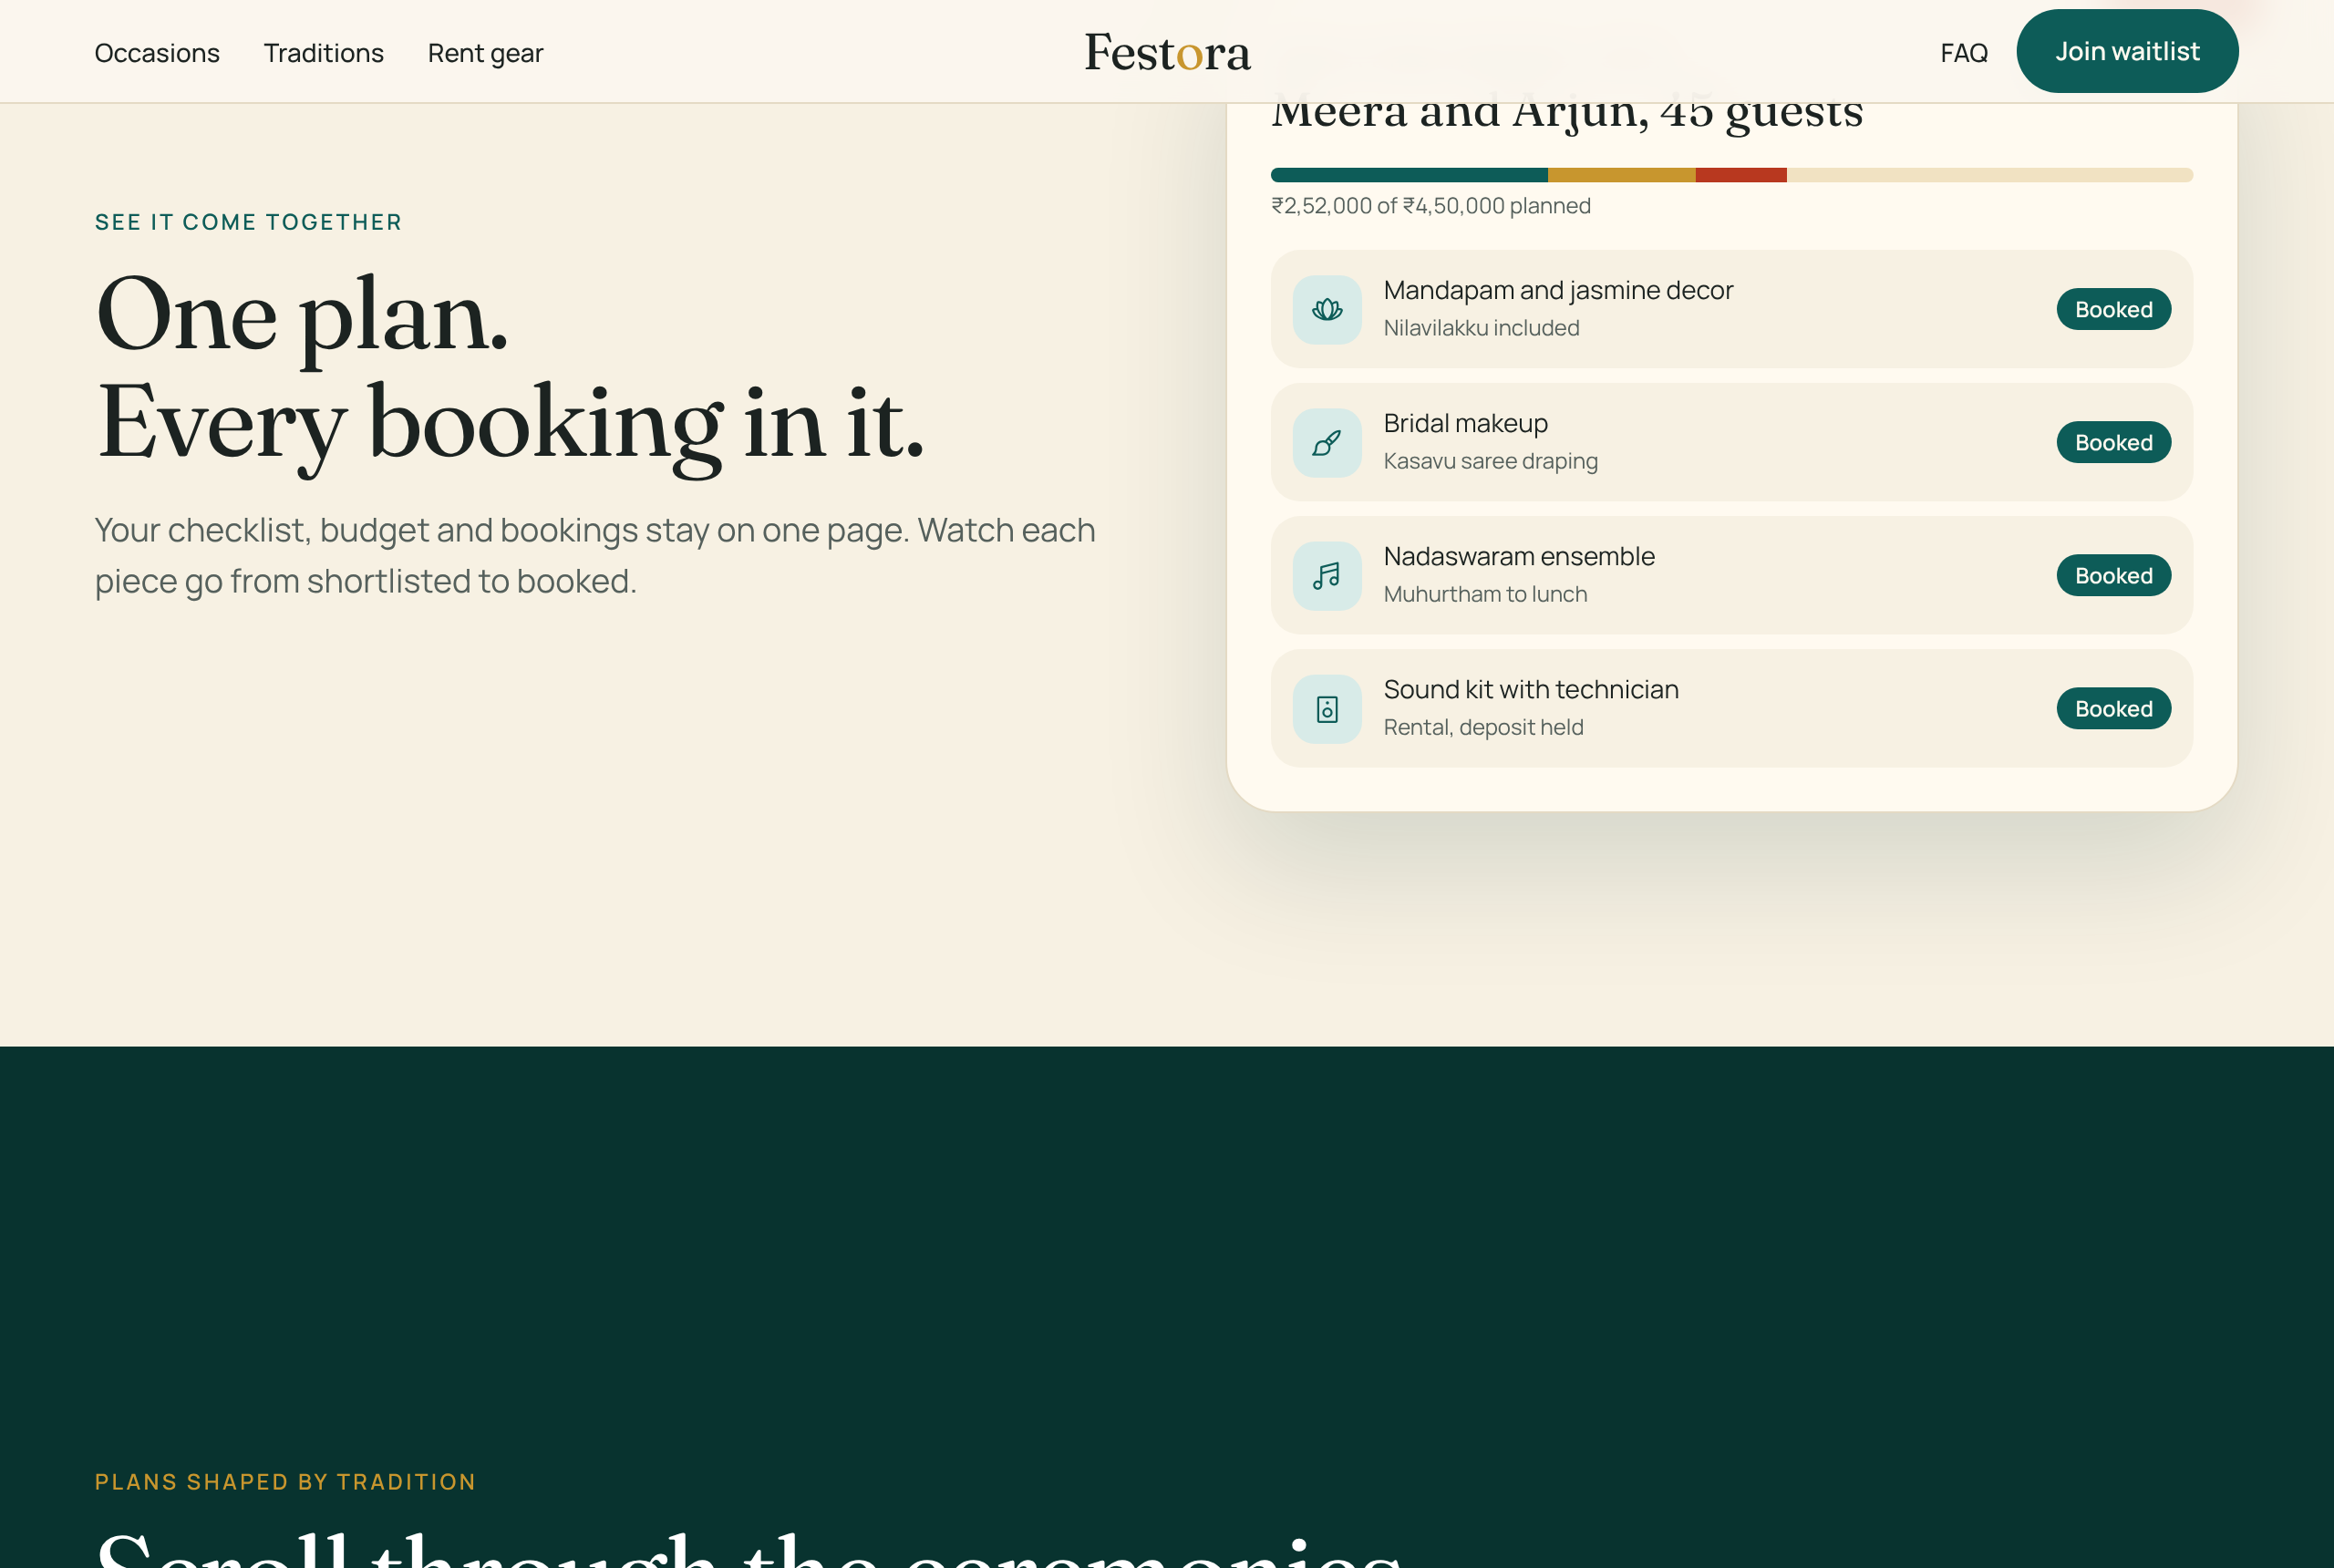 Occasions Traditions Rent gear Festora FAQ Join waitlist
SEE IT COME TOGETHER
One plan.
Every booking in it.
Your checklist, budget and bookings stay on one page. Watch each
piece go from shortlisted to booked.
Meera and Arjun, 45 guests
₹2,52,000 of ₹4,50,000 planned
Mandapam and jasmine decor
Nilavilakku included
Booked
Bridal makeup
Kasavu saree draping
Booked
Nadaswaram ensemble
Muhurtham to lunch
Booked
Sound kit with technician
Rental, deposit held
Booked
PLANS SHAPED BY TRADITION
Scroll through the ceremonies